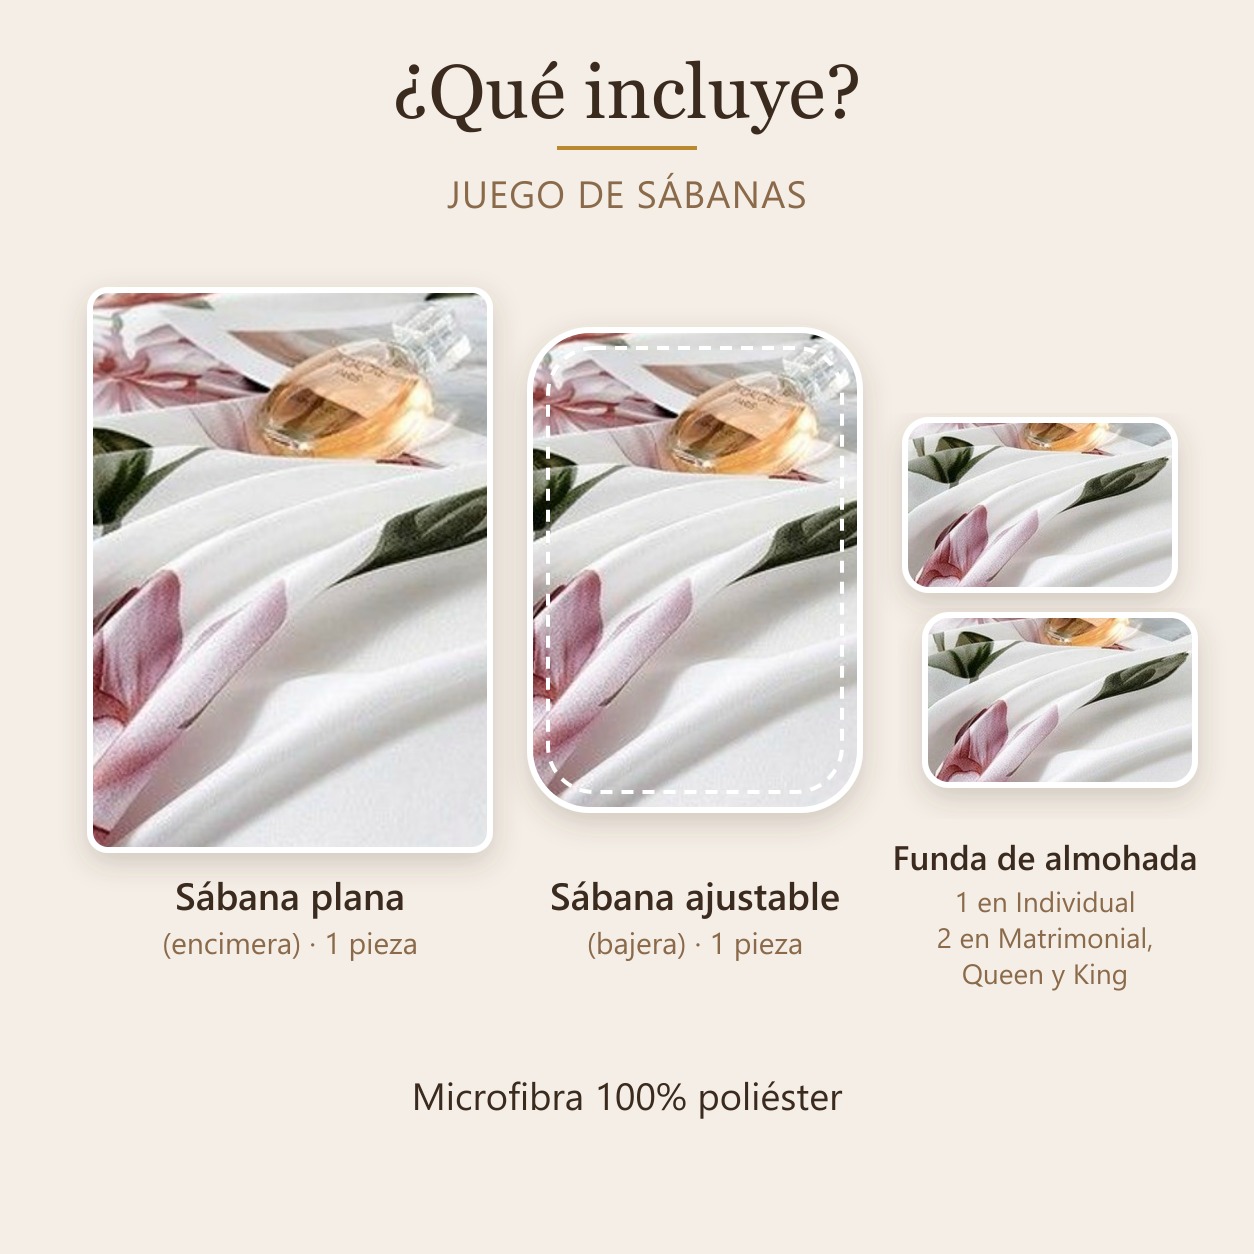 ¿Qué incluye?
JUEGO DE SÁBANAS
Sábana plana
(encimera) · 1 pieza
Sábana ajustable
(bajera) · 1 pieza
Funda de almohada
1 en Individual
2 en Matrimonial,
Queen y King
Microfibra 100% poliéster